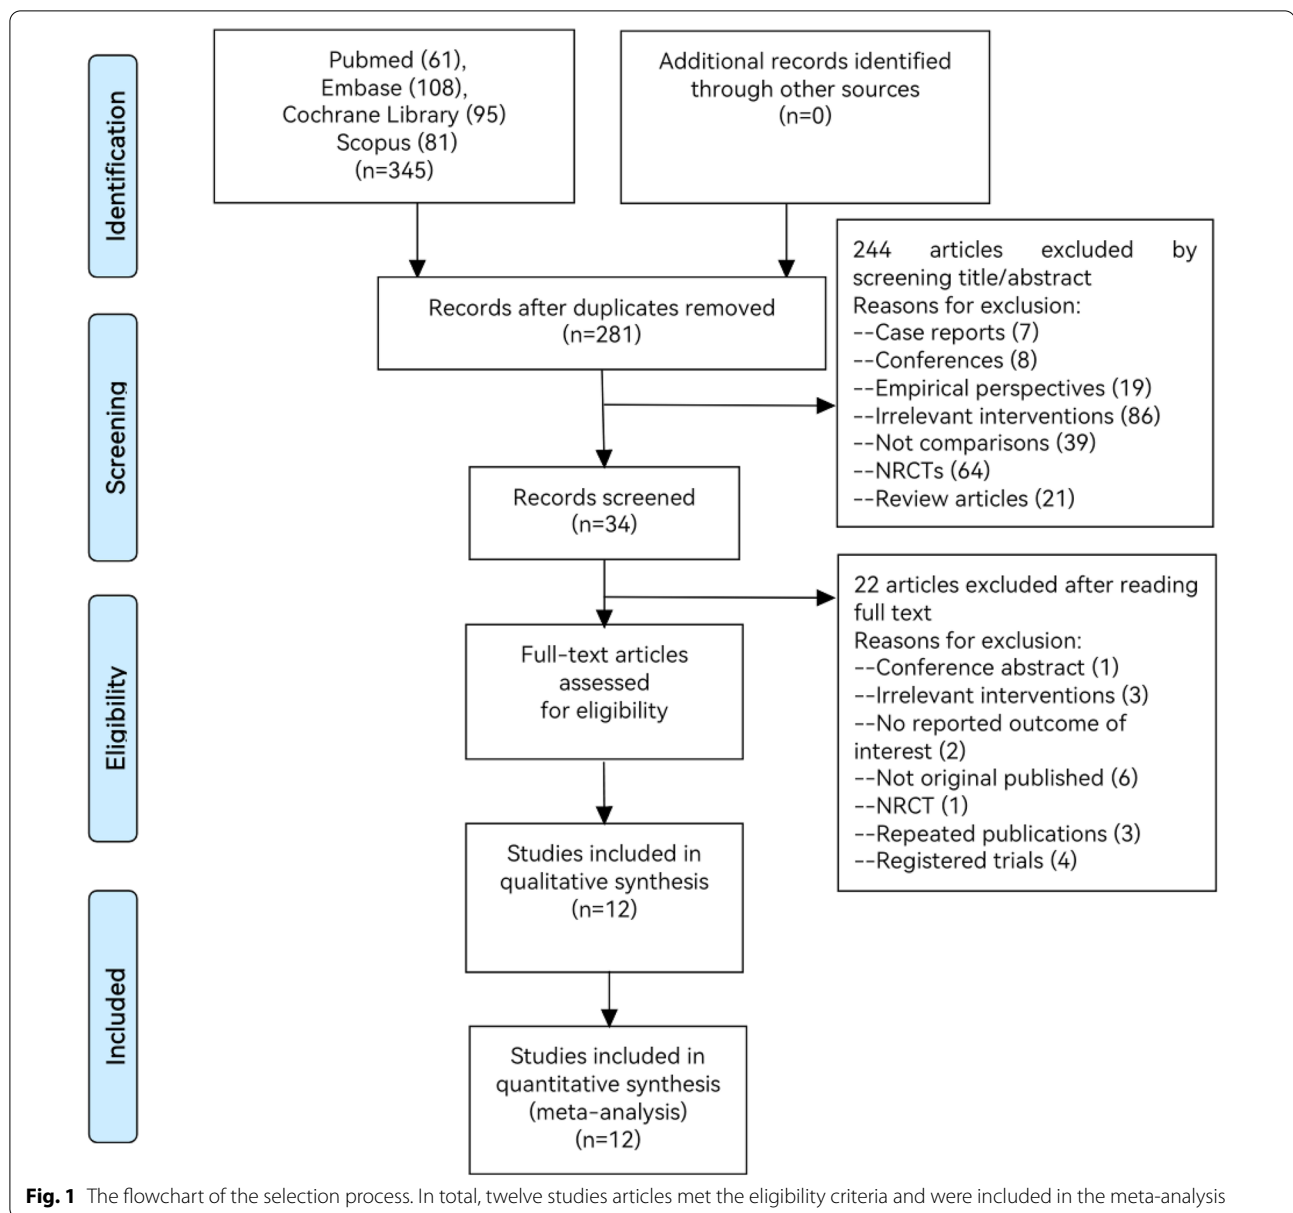 Identification
Pubmed (61),
Embase (108),
Cochrane Library (95)
Scopus (81)
(n=345)
Additional records identified
through other sources
(n=0)
Records after duplicates removed
(n=281)
244 articles excluded by
screening title/abstract
Reasons for exclusion:
--Case reports (7)
--Conferences (8)
--Empirical perspectives (19)
--Irrelevant interventions (86)
--Not comparisons (39)
--NRCTs (64)
--Review articles (21)
Screening
Records screened
(n=34)
22 articles excluded after reading
full text
Reasons for exclusion:
--Conference abstract (1)
--Irrelevant interventions (3)
--No reported outcome of
interest (2)
--Not original published (6)
--NRCT (1)
--Repeated publications (3)
--Registered trials (4)
Eligibility
Full-text articles
assessed
for eligibility
Studies included in
qualitative synthesis
(n=12)
Included
Studies included in
quantitative synthesis
(meta-analysis)
(n=12)
Fig. 1 The flowchart of the selection process. In total, twelve studies articles met the eligibility criteria and were included in the meta-analysis